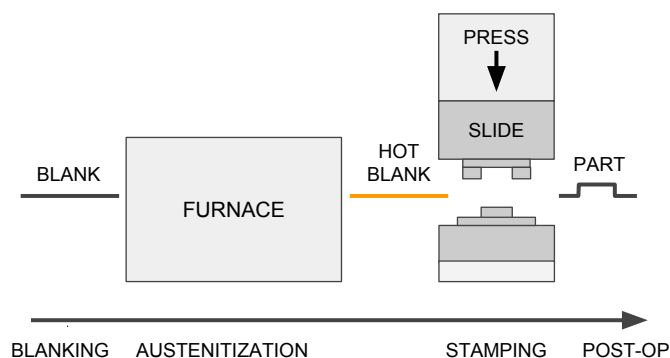 PRESS
SLIDE
HOT
BLANK
BLANK
PART
FURNACE
BLANKING
AUSTENITIZATION
STAMPING
POST-OP